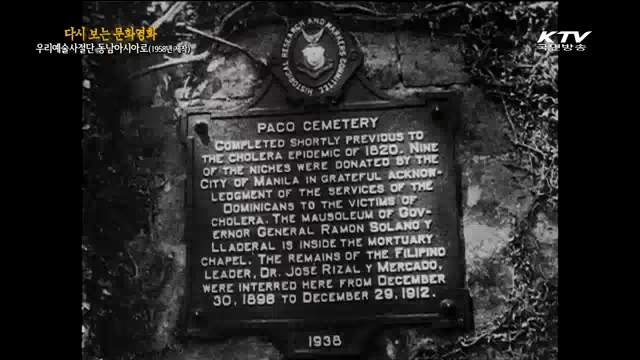 다시 보는 문화영화
우리예술사절단 동남아시아로(1958년 제작)
KTV
국민방송
HISTORICAL RESEARCH AND MARKERS COMMITTEE
PACO CEMETERY
COMPLETED SHORTLY PREVIOUS TO
THE CHOLERA EPIDEMIC OF 1820. NINE
OF THE NICHES WERE DONATED BY THE
CITY OF MANILA IN GRATEFUL ACKNOW-
LEDGMENT OF THE SERVICES OF THE
DOMINICANS TO THE VICTIMS OF
CHOLERA. THE MAUSOLEUM OF GOV-
ERNOR GENERAL RAMON SOLANO Y
LLADERAL IS INSIDE THE MORTUARY
CHAPEL. THE REMAINS OF THE FILIPINO
LEADER, DR. JOSÉ RIZAL Y MERCADO,
WERE INTERRED HERE FROM DECEMBER
30, 1896 TO DECEMBER 29, 1912.
1938